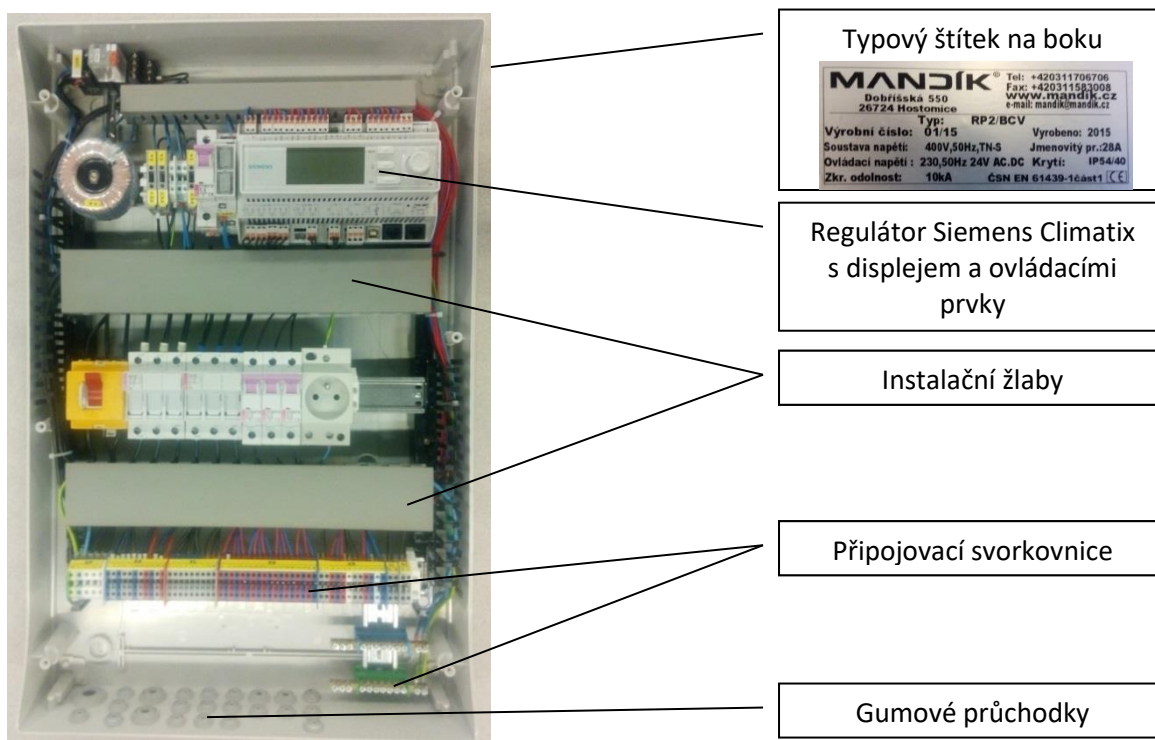 Typový štítek na boku
MANDÍK®
Tel: +420311706706
Fax: +420311583008
www.mandik.cz
e-mail: mandik@mandik.cz
Dobříšská 550
26724 Hostomice
Typ: RP2/BCV
Výrobní číslo: 01/15 Vyrobeno: 2015
Soustava napětí: 400V,50Hz,TN-S Jmenovitý pr.:28A
Ovládací napětí : 230,50Hz 24V AC.DC Krytí: IP54/40
Zkr. odolnost: 10kA ČSN EN 61439-1část1 CE
SIEMENS
Regulátor Siemens Climatix
s displejem a ovládacími
prvky
Instalační žlaby
Připojovací svorkovnice
Gumové průchodky